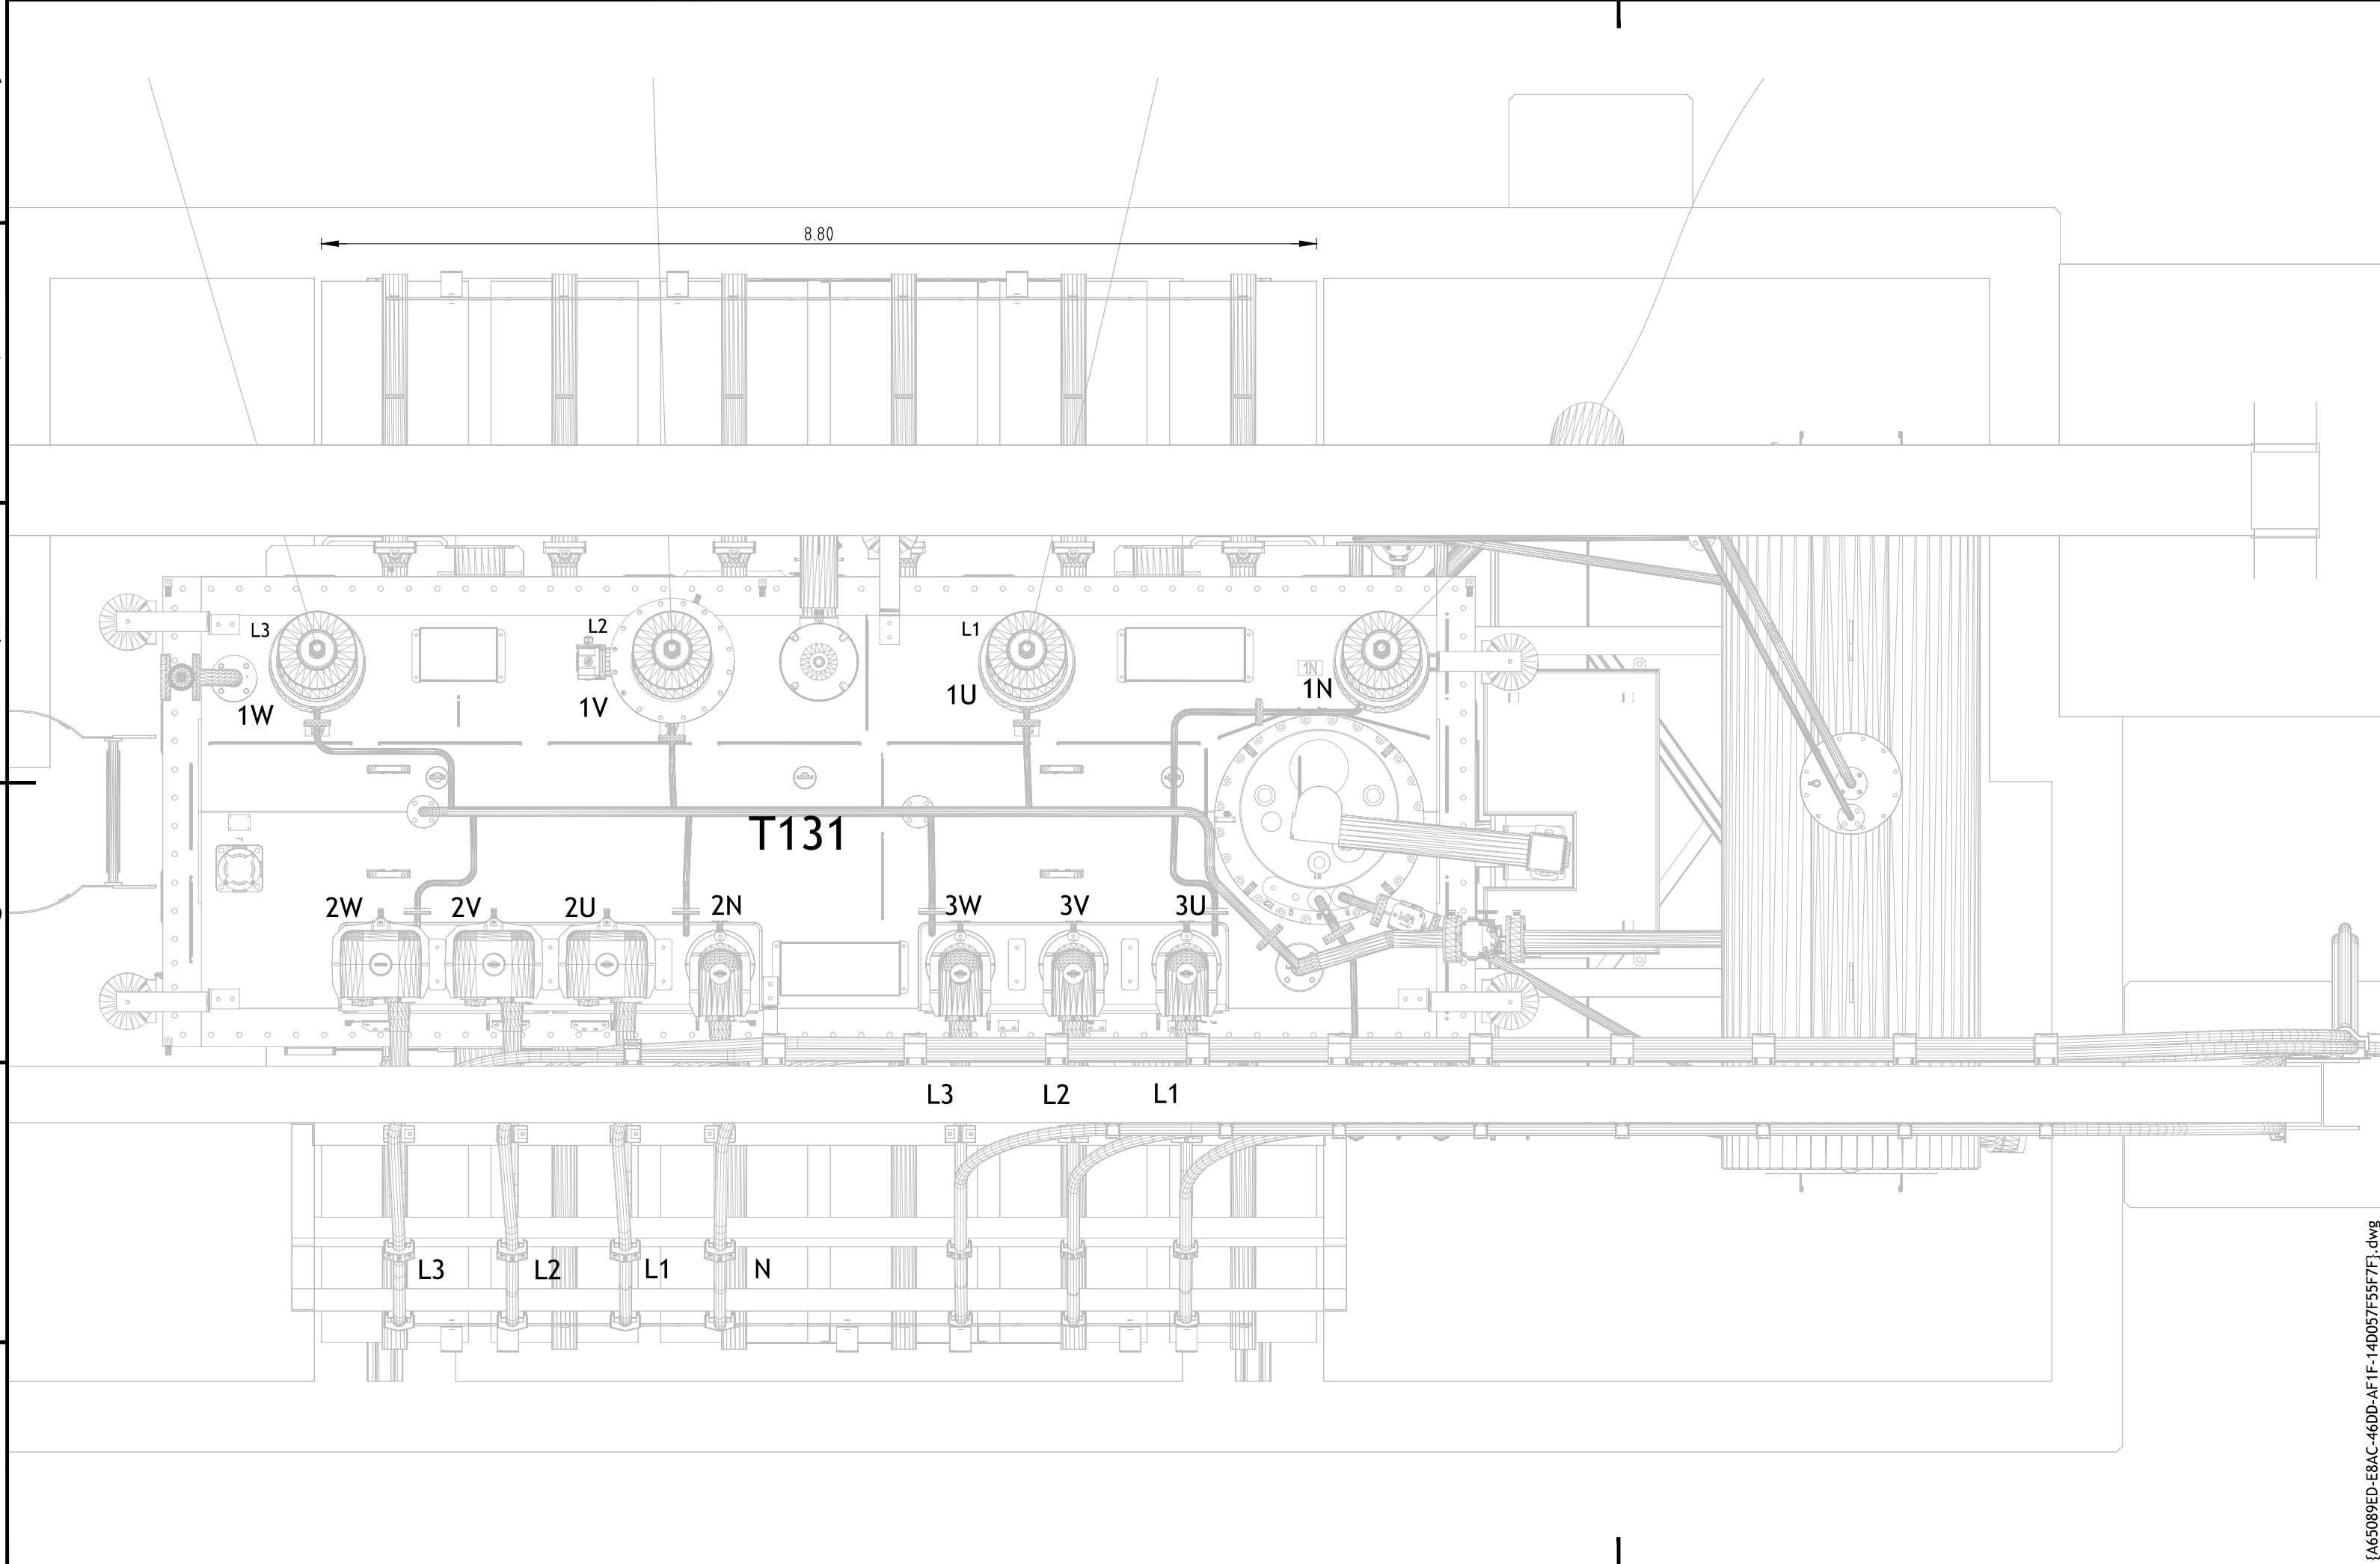 8.80
L3
L2
L1
1N
1W
1V
1U
1N
T131
2W
2V
2U
2N
3W
3V
3U
L3
L2
L1
L3
L2
L1
N
{A65089ED-E8AC-46DD-AF1F-14D057F55F7F}.dwg